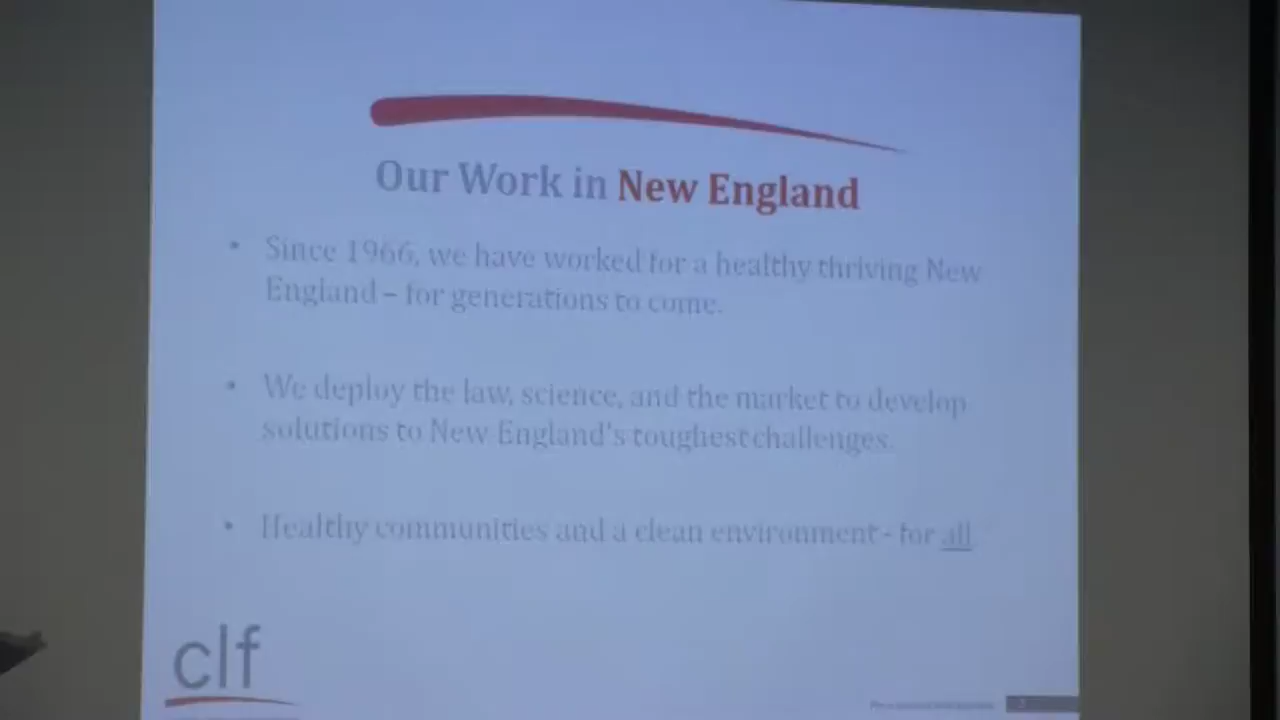 Our Work in New England
• Since 1966, we have worked for a healthy thriving New
England – for generations to come.
• We deploy the law, science, and the market to develop
solutions to New England's toughest challenges.
• Healthy communities and a clean environment - for all
clf